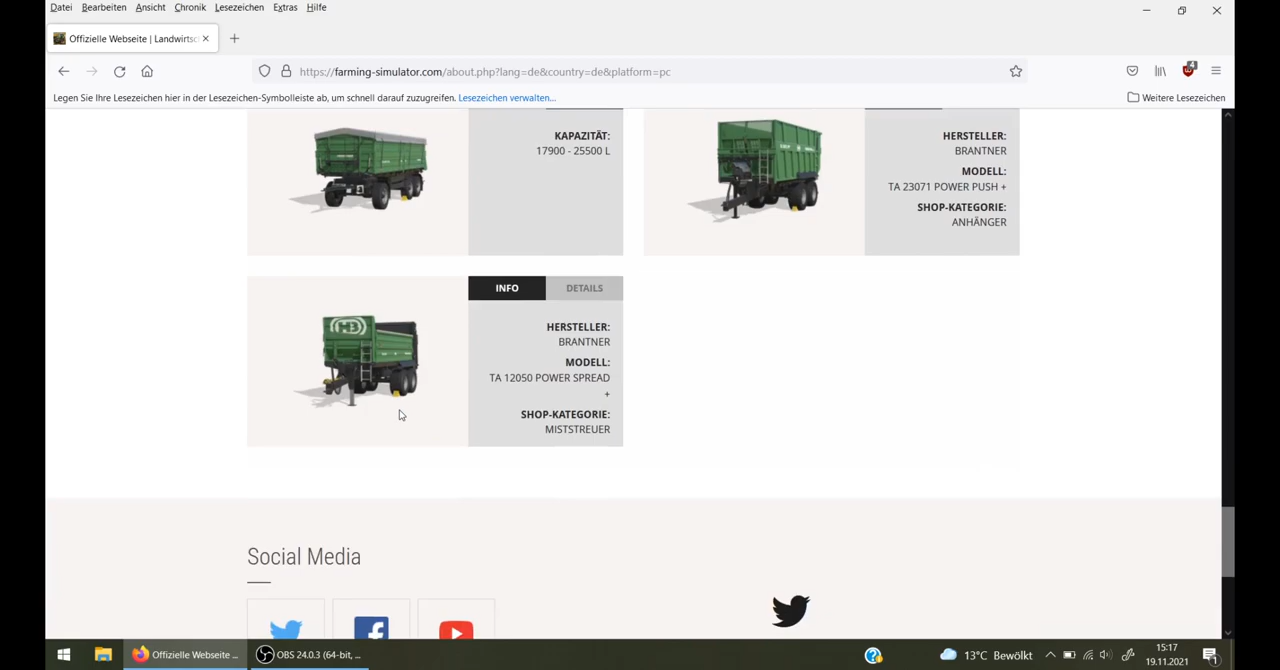 Datei Bearbeiten Ansicht Chronik Lesezeichen Extras Hilfe
Offizielle Webseite | Landwirtsc
https://farming-simulator.com/about.php?lang=de&country=de&platform=pc
4
Legen Sie Ihre Lesezeichen hier in der Lesezeichen-Symbolleiste ab, um schnell darauf zuzugreifen. Lesezeichen verwalten...
Weitere Lesezeichen
KAPAZITÄT:
17900 - 25500 L
HERSTELLER:
BRANTNER
MODELL:
TA 23071 POWER PUSH +
SHOP-KATEGORIE:
ANHÄNGER
INFO DETAILS
HERSTELLER:
BRANTNER
MODELL:
TA 12050 POWER SPREAD
+
SHOP-KATEGORIE:
MISTSTREUER
Social Media
Offizielle Webseite ...
OBS 24.0.3 (64-bit, ...
13°C Bewölkt
15:17
19.11.2021
1